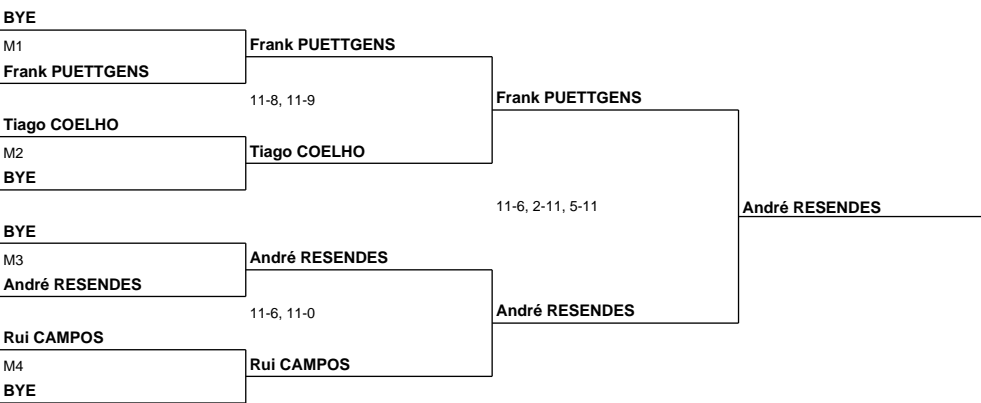 BYE
M1
Frank PUETTGENS
Frank PUETTGENS
11-8, 11-9
Tiago COELHO
M2
BYE
Tiago COELHO
Frank PUETTGENS
11-6, 2-11, 5-11
André RESENDES
BYE
M3
André RESENDES
André RESENDES
11-6, 11-0
Rui CAMPOS
M4
BYE
Rui CAMPOS
André RESENDES